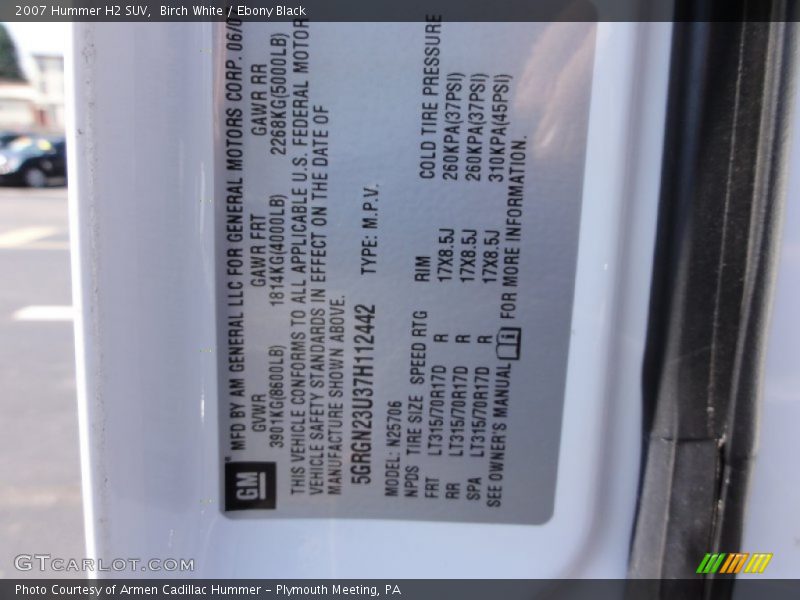 2007 Hummer H2 SUV,  Birch White / Ebony Black
GM
MFD BY AM GENERAL LLC FOR GENERAL MOTORS CORP. 06/0
GVWR GAWR FRT GAWR RR
3901KG(8600LB) 1814KG(4000LB) 2268KG(5000LB)
THIS VEHICLE CONFORMS TO ALL APPLICABLE U.S. FEDERAL MOTOR
VEHICLE SAFETY STANDARDS IN EFFECT ON THE DATE OF
MANUFACTURE SHOWN ABOVE.
5GRGN23U37H112442 TYPE: M.P.V.
MODEL: N25706
NPDS TIRE SIZE SPEED RTG RIM COLD TIRE PRESSURE
FRT LT315/70R17D R 17X8.5J 260KPA(37PSI)
RR LT315/70R17D R 17X8.5J 260KPA(37PSI)
SPA LT315/70R17D R 17X8.5J 310KPA(45PSI)
SEE OWNER'S MANUAL i FOR MORE INFORMATION.
GTCARLOT.COM
Photo Courtesy of Armen Cadillac Hummer – Plymouth Meeting, PA